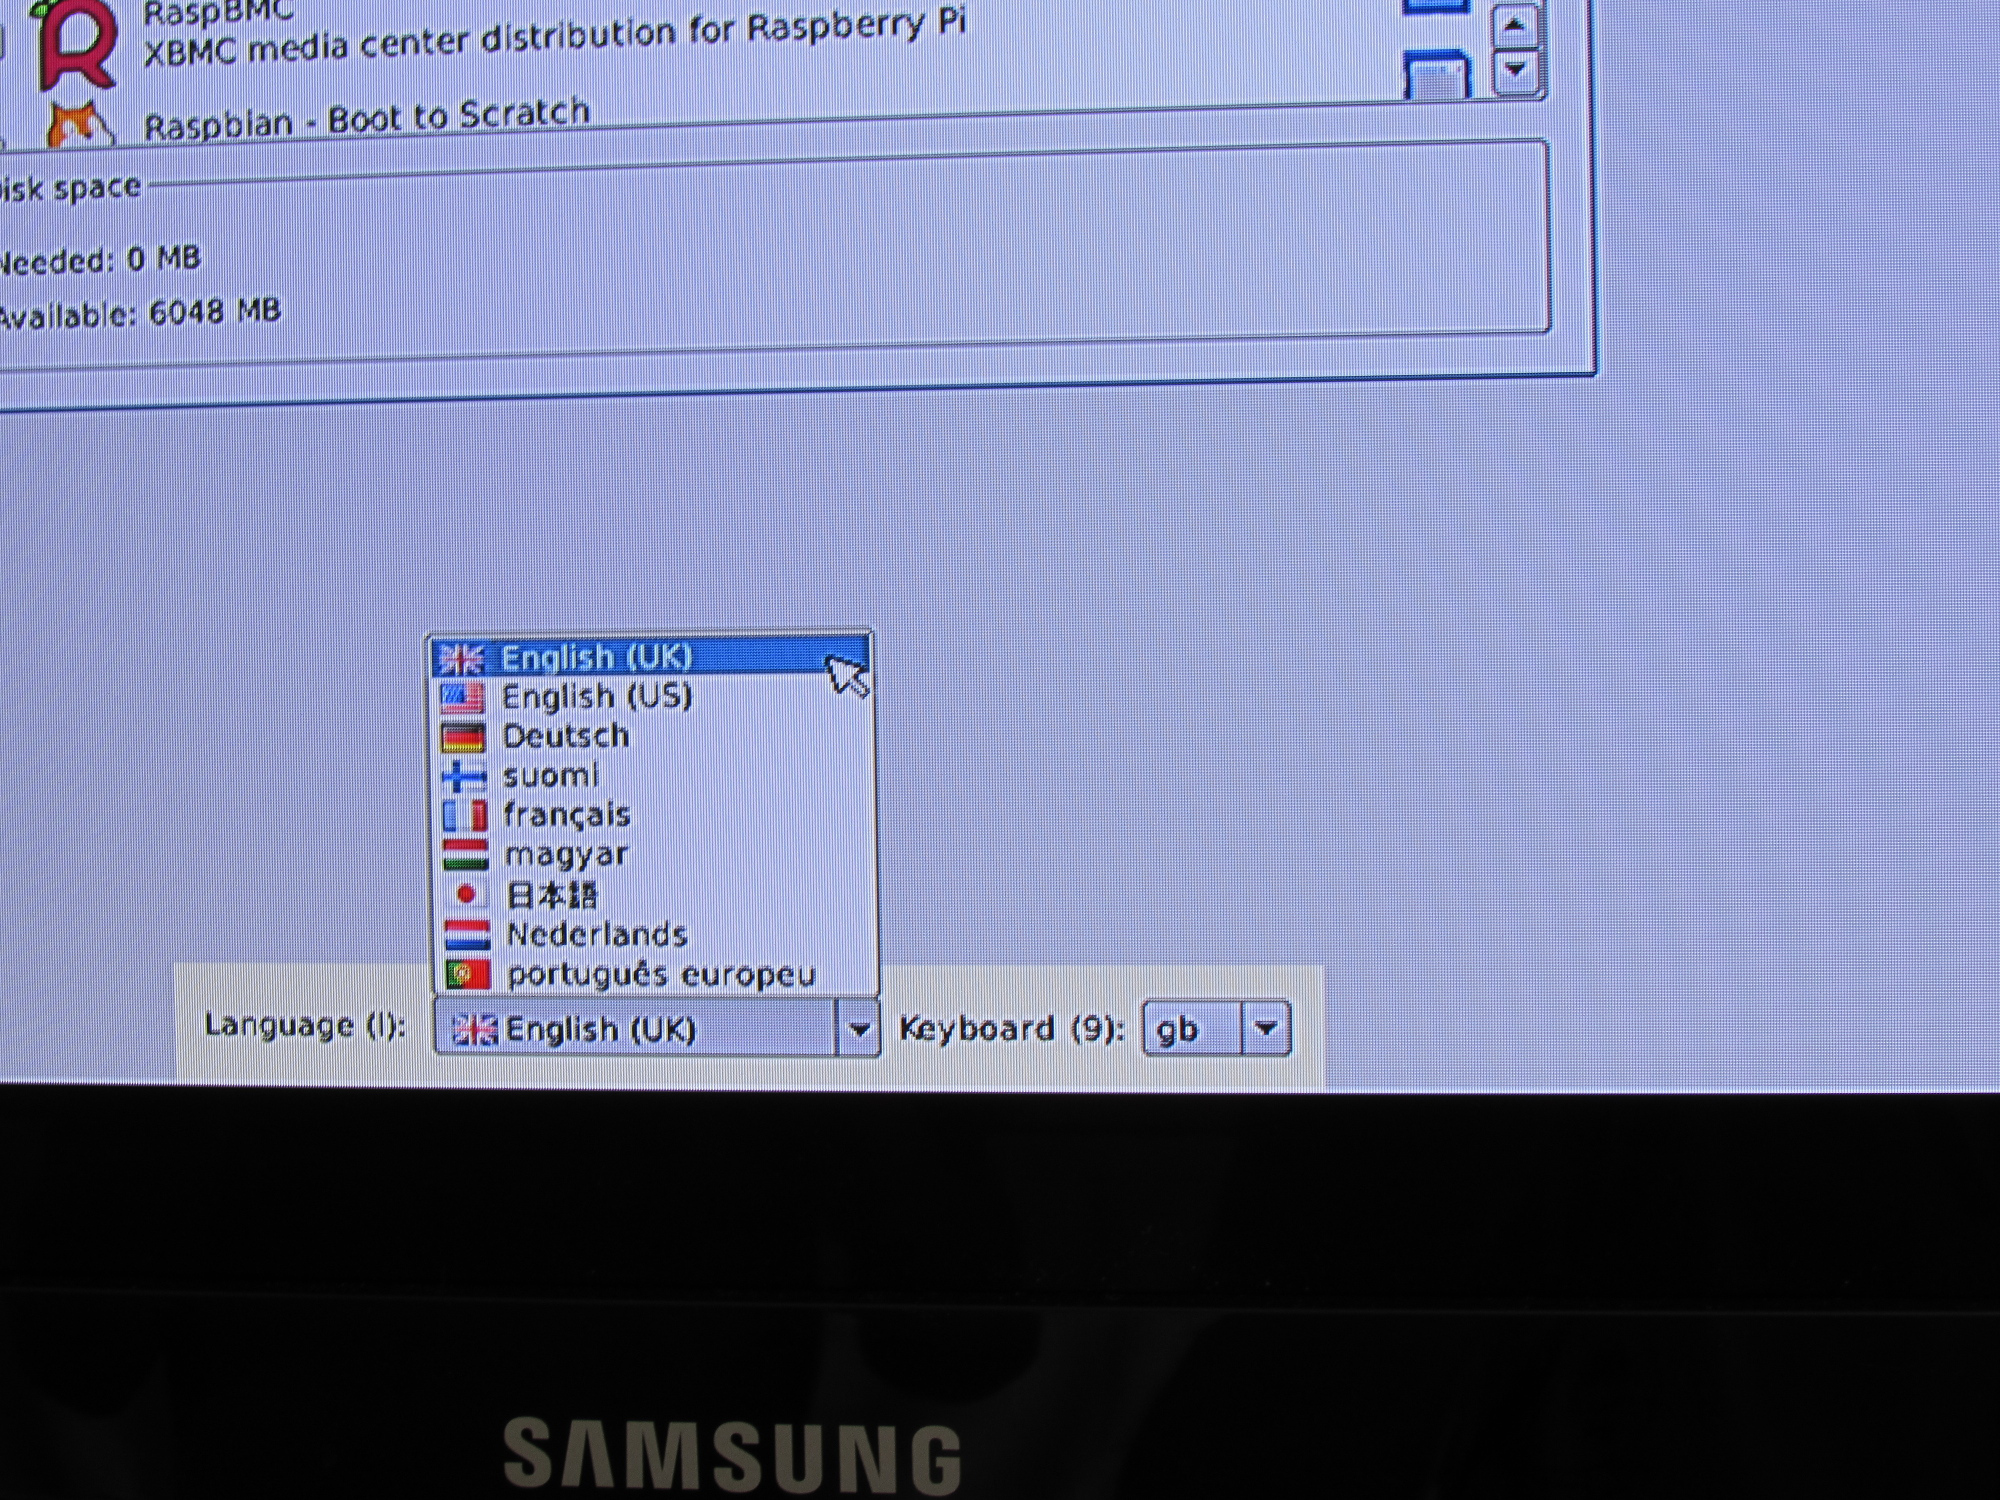 RaspBMC
XBMC media center distribution for Raspberry Pi
Raspbian - Boot to Scratch
isk space
Needed: 0 MB
Available: 6048 MB
English (UK)
English (US)
Deutsch
suomi
français
magyar
日本語
Nederlands
português europeu
Language (l): English (UK) Keyboard (9): gb
SAMSUNG